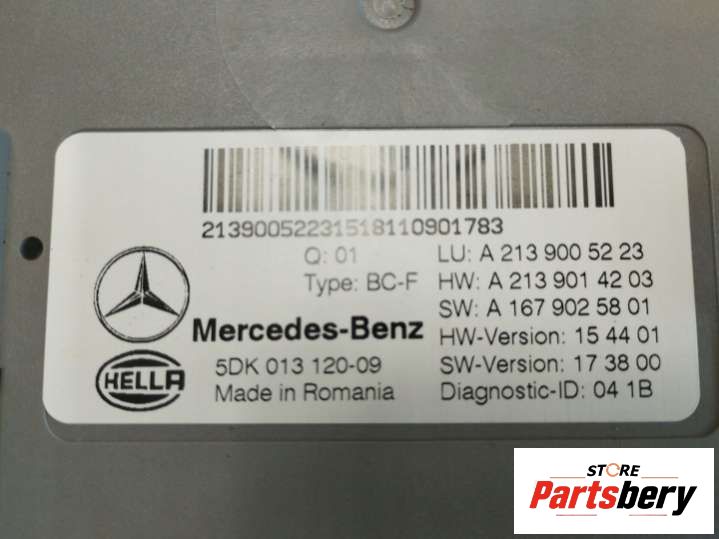 21390052231518110901783
Q: 01
Type: BC-F
LU: A 213 900 52 23
HW: A 213 901 42 03
SW: A 167 902 58 01
HW-Version: 15 44 01
SW-Version: 17 38 00
Diagnostic-ID: 04 1B
Mercedes-Benz
HELLA
5DK 013 120-09
Made in Romania
STORE
Partsbery